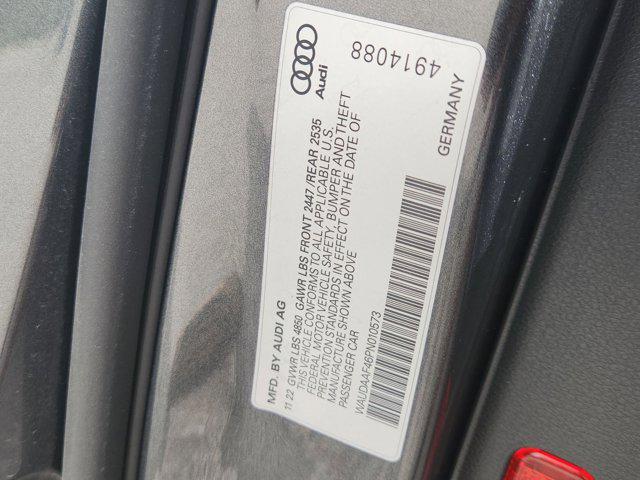 MFD. BY AUDI AG
11.22 GVWR LBS 4850 GAWR LBS FRONT 2447/REAR 2535
THIS VEHICLE CONFORMS TO ALL APPLICABLE U.S.
FEDERAL MOTOR VEHICLE SAFETY, BUMPER AND THEFT
PREVENTION STANDARDS IN EFFECT ON THE DATE OF
MANUFACTURE SHOWN ABOVE
PASSENGER CAR
WAUDAAF46PN010573
Audi
4914088
GERMANY